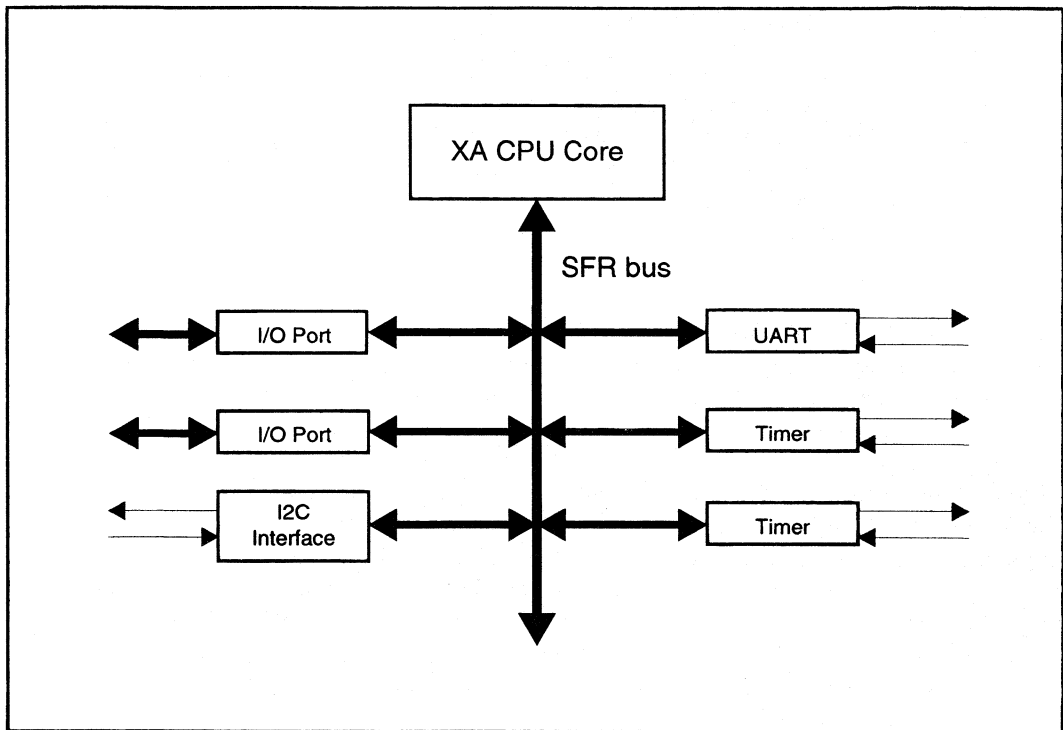 XA CPU Core
SFR bus
I/O Port
UART
I/O Port
Timer
I2C
Interface
Timer